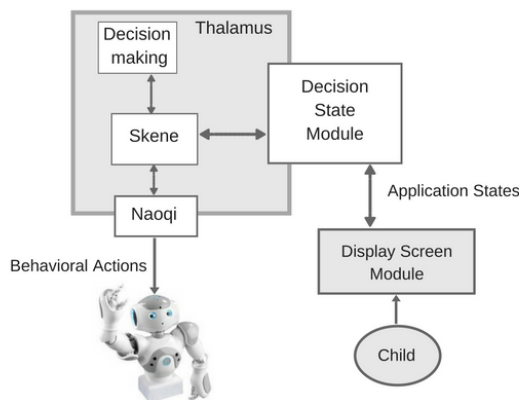 Thalamus
Decision
making
Skene
Naoqi
Decision
State
Module
Application States
Behavioral Actions
Display Screen
Module
Child